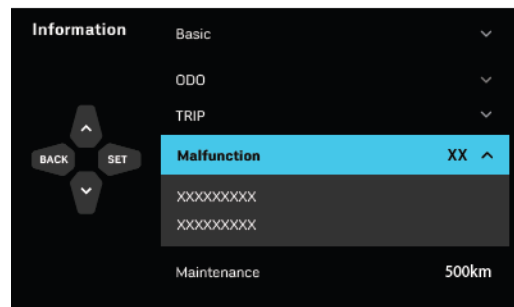 Information
Basic
ODO
TRIP
BACK SET
Malfunction XX
XXXXXXXXX
XXXXXXXXX
Maintenance 500km